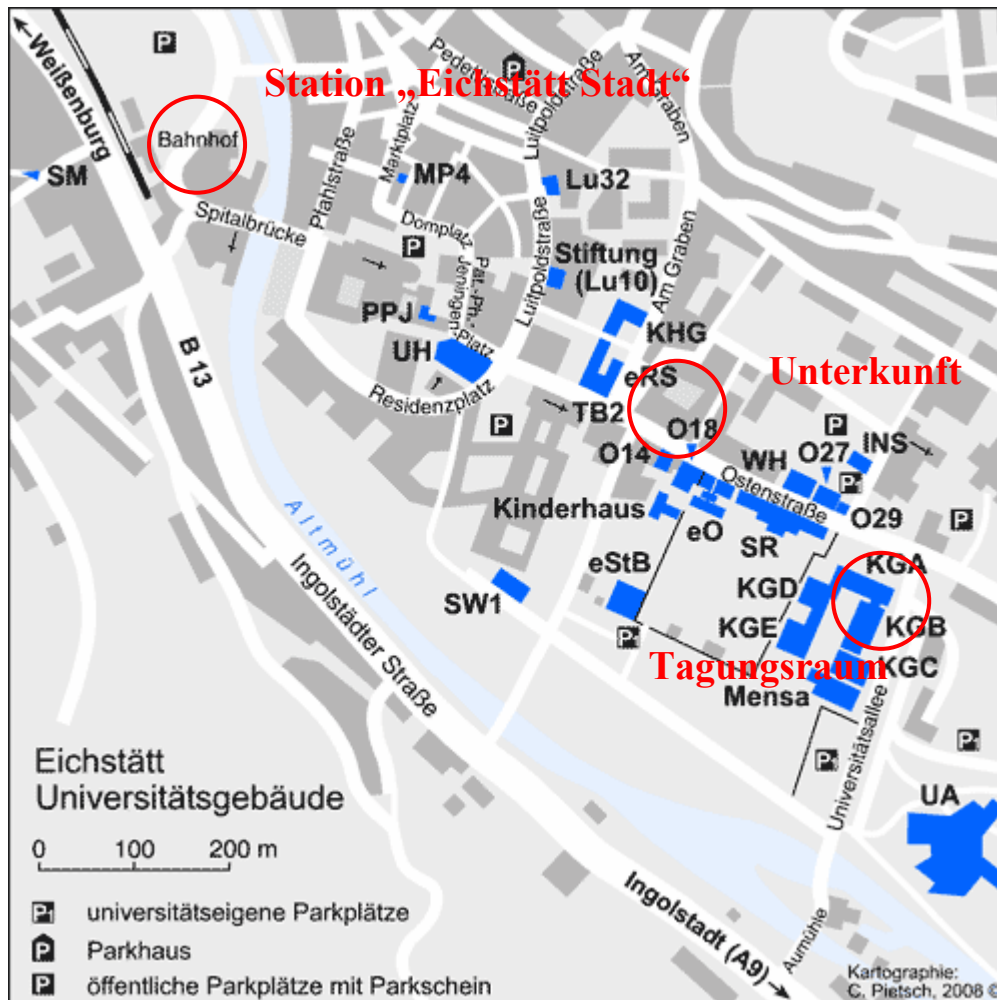 Weißenburg
P
Pedettistraße
P
Station „Eichstätt Stadt“
Am Graben
Luitpoldstraße
Bahnhof
SM
Marktplatz
MP4
Lu32
Pfahlstraße
Spitalbrücke
Domplatz
P
Stiftung
(Lu10)
Am Graben
Pat.-Ph.-
Jeningen-
Platz
Luitpoldstraße
PPJ
KHG
B 13
UH
eRS
Unterkunft
Residenzplatz
TB2
P
P
O18
O27
INS
O14
WH
P
Ostenstraße
Kinderhaus
O29
P
eO
SR
Altmühl
eStB
KGA
KGD
SW1
KGE
KGB
P
Tagungsraum
KGC
Ingolstädter Straße
Mensa
Universitätsallee
P
P
Eichstätt
Universitätsgebäude
UA
0 100 200 m
Ingolstadt (A9)
P universitätseigene Parkplätze
P Parkhaus
P öffentliche Parkplätze mit Parkschein
Aumühle
Kartographie:
C. Pietsch, 2008 ©